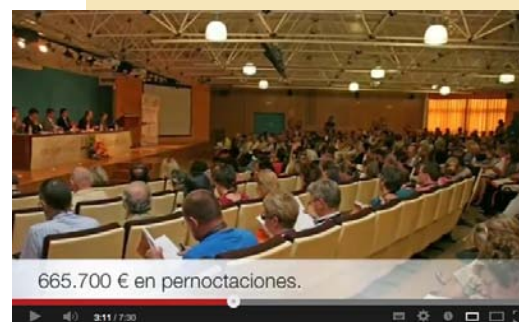 665.700 € en pernoctaciones.
3:11 / 7:30